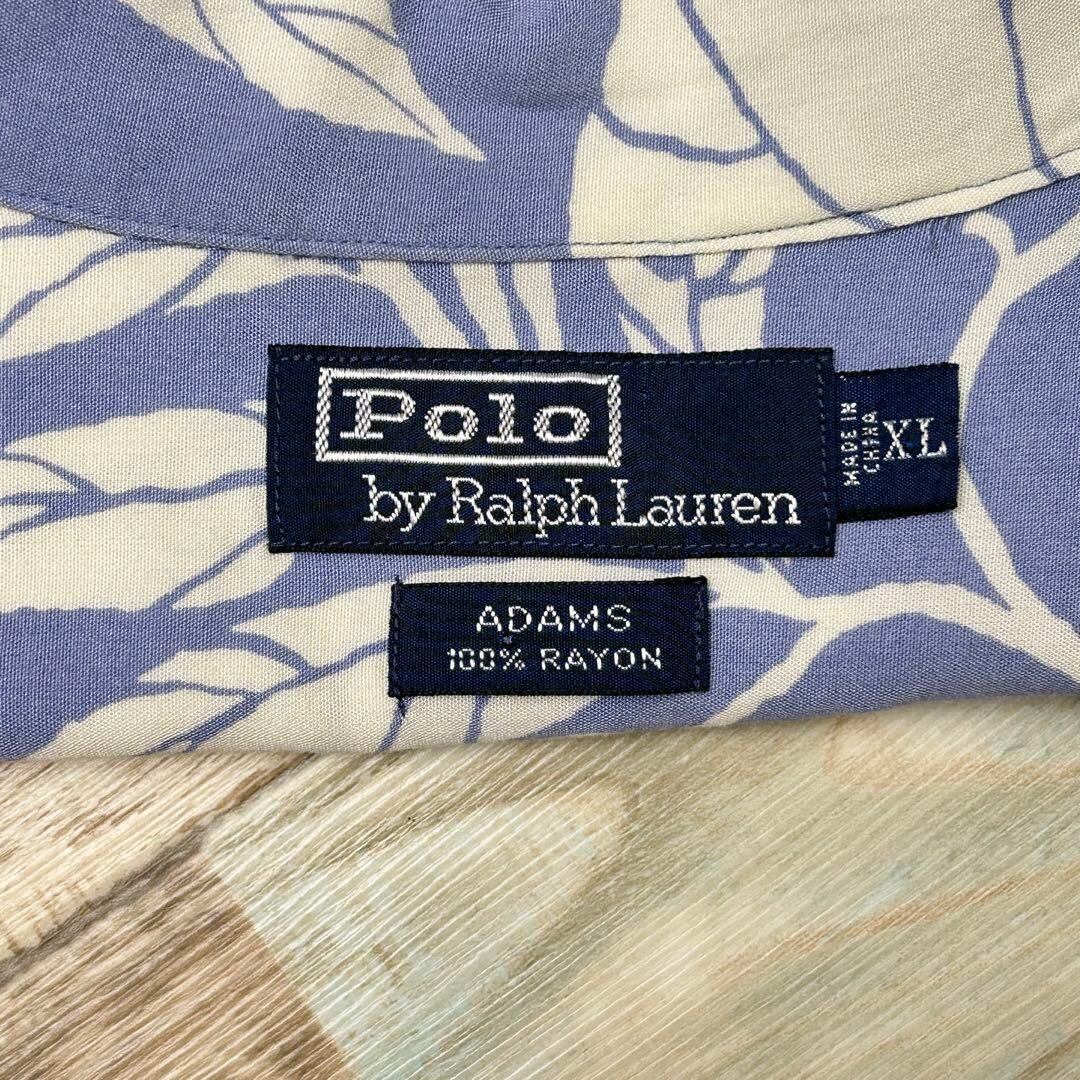 Polo
by Ralph Lauren
MADE IN
CHINA
XL
ADAMS
100% RAYON